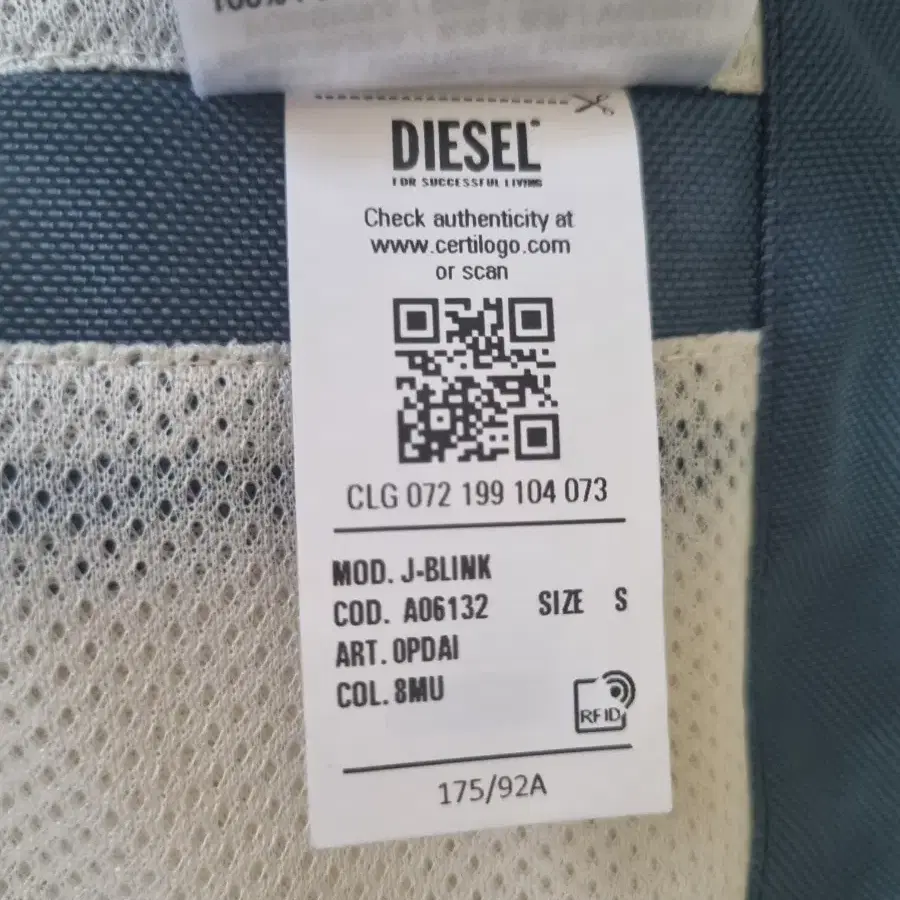 100%
DIESEL
FOR SUCCESSFUL LIVING
Check authenticity at
www.certilogo.com
or scan
CLG 072 199 104 073
MOD. J-BLINK
COD. A06132 SIZE S
ART. 0PDAI
COL. 8MU
RFID
175/92A